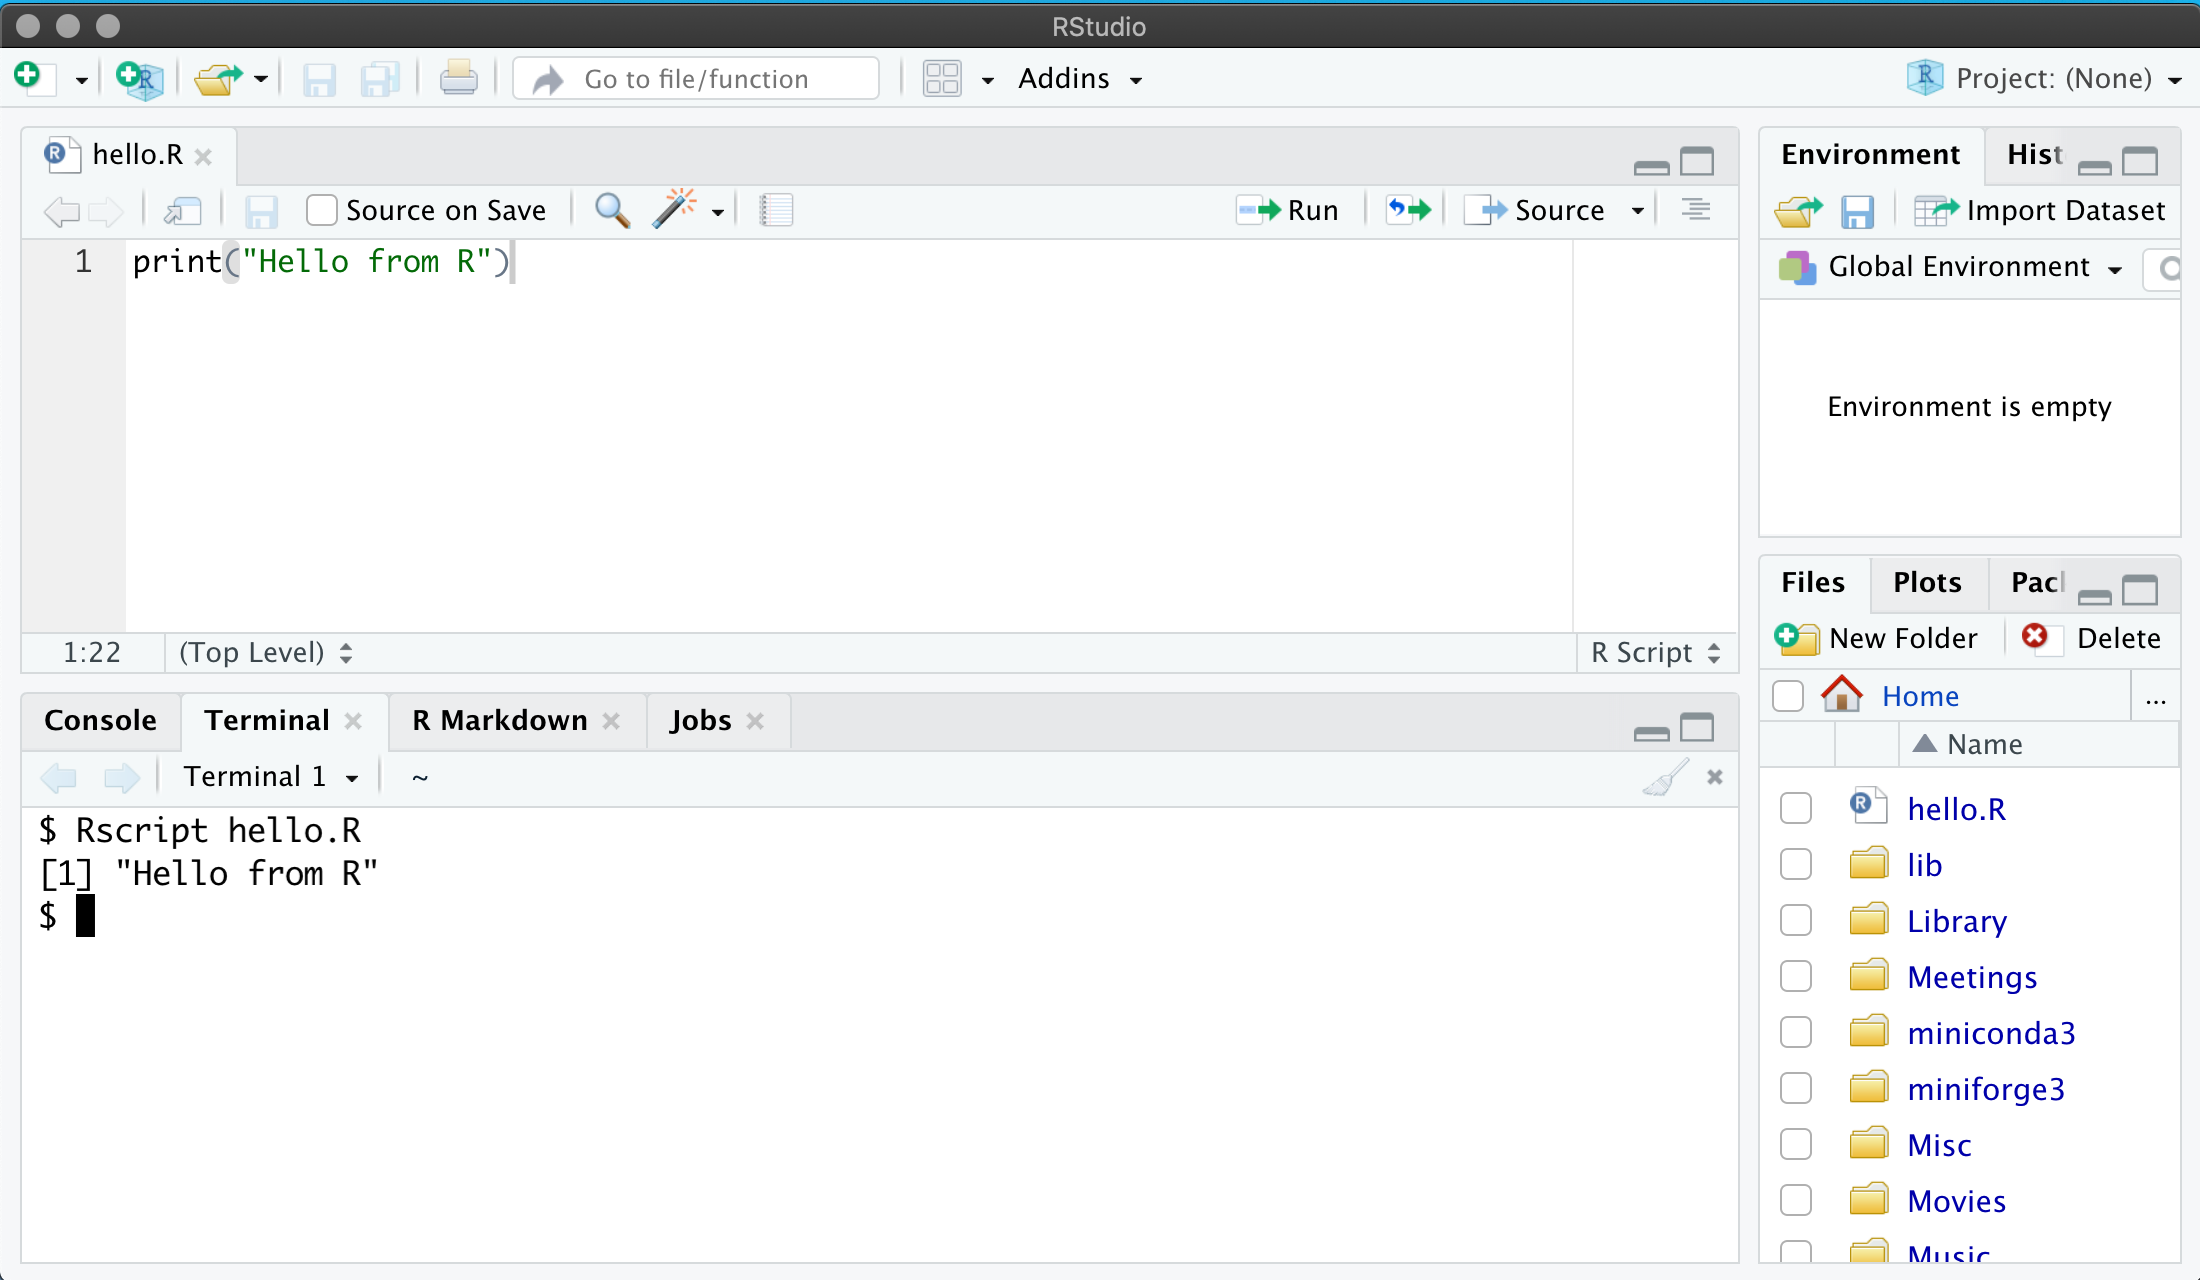 RStudio
Go to file/function
Addins
Project: (None)
hello.R
Source on Save
Run
Source
1
print("Hello from R")
1:22
(Top Level)
R Script
Console
Terminal
R Markdown
Jobs
Terminal 1
~
$ Rscript hello.R
[1] "Hello from R"
$
Environment
Hist
Import Dataset
Global Environment
Environment is empty
Files
Plots
Pac
New Folder
Delete
Home
...
Name
hello.R
lib
Library
Meetings
miniconda3
miniforge3
Misc
Movies
Music